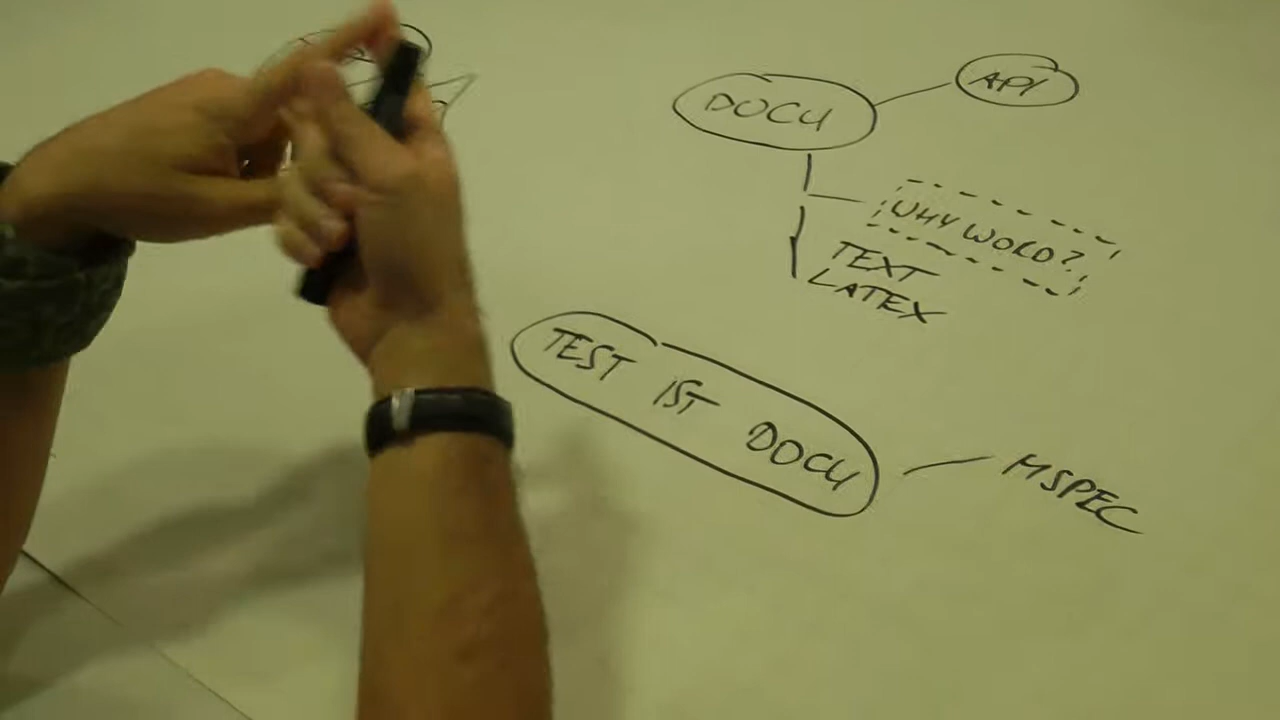 DOCU
API
WHY WORD?
TEXT
LATEX
TEST IST DOCU
MSPEC